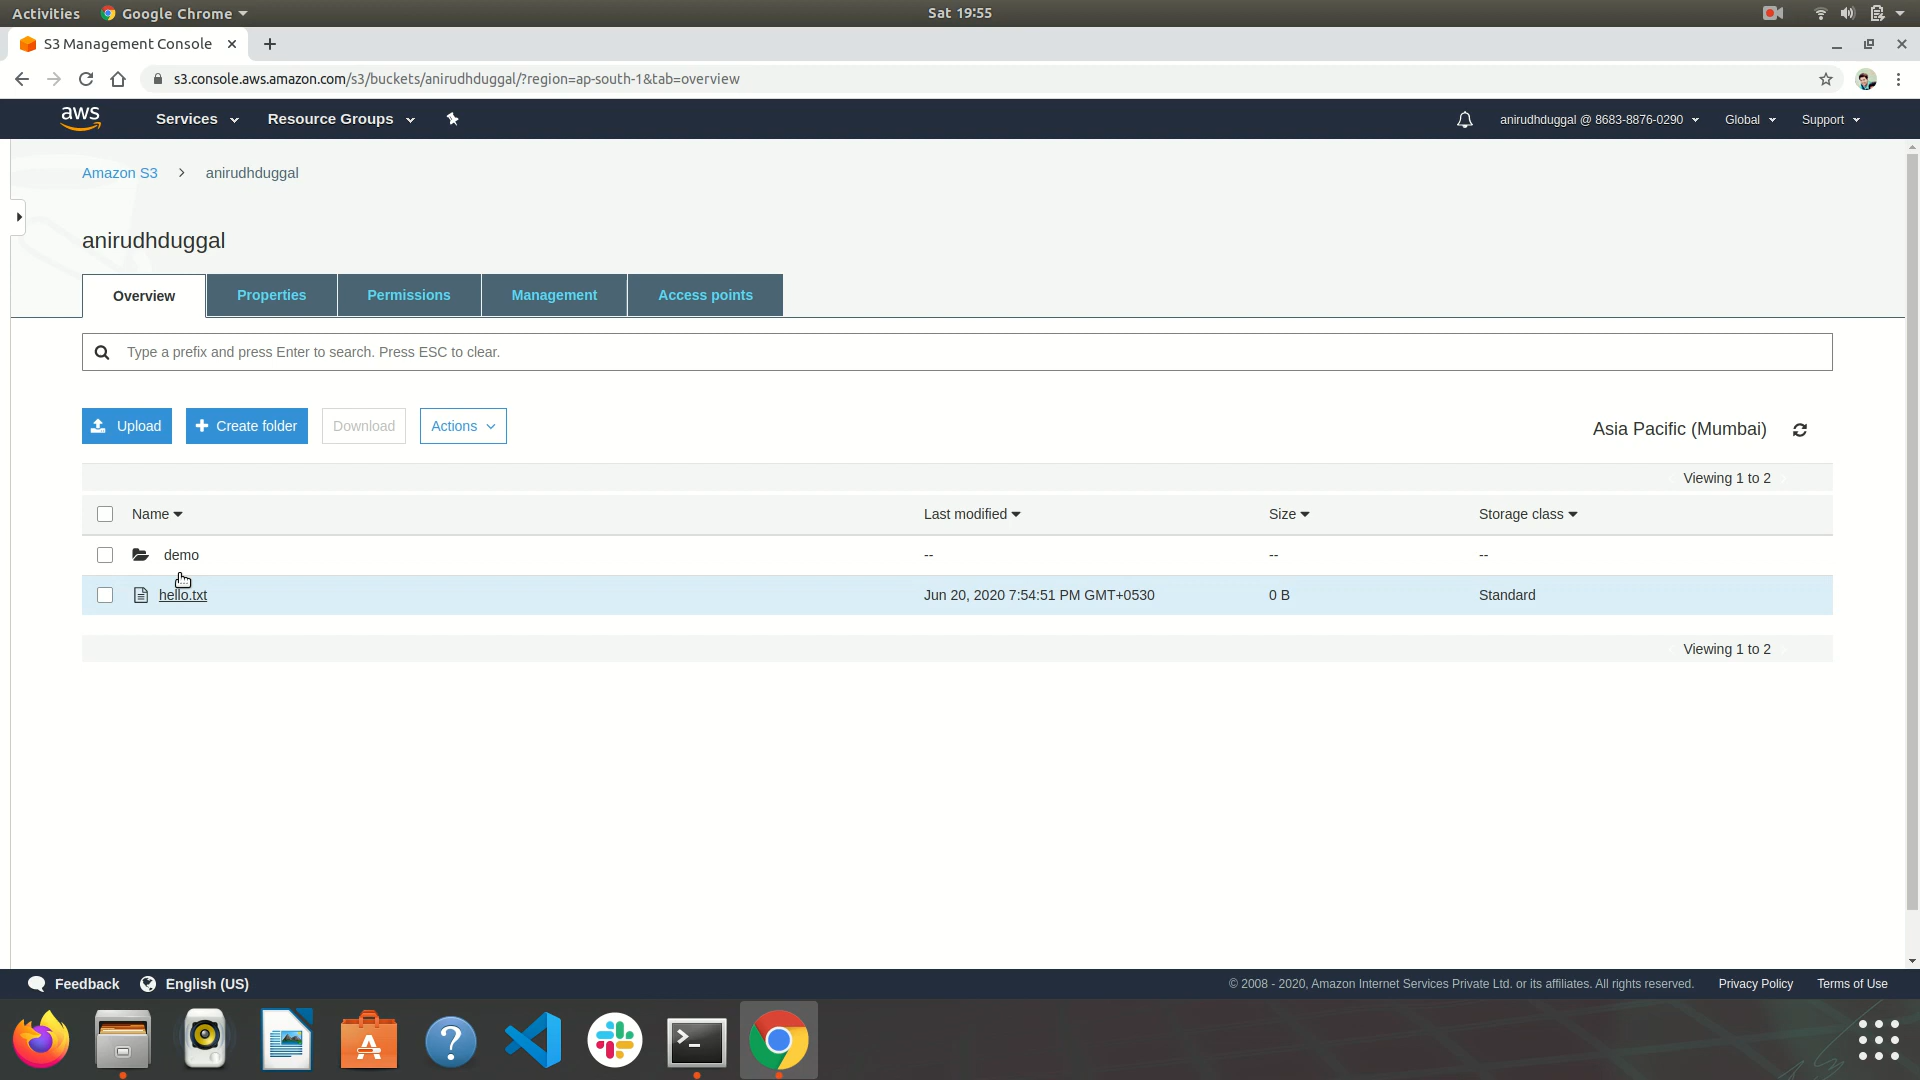 Activities Google Chrome Sat 19:55
S3 Management Console
s3.console.aws.amazon.com/s3/buckets/anirudhduggal/?region=ap-south-1&tab=overview
aws Services Resource Groups anirudhduggal @ 8683-8876-0290 Global Support
Amazon S3 > anirudhduggal
anirudhduggal
Overview Properties Permissions Management Access points
Type a prefix and press Enter to search. Press ESC to clear.
Upload Create folder Download Actions Asia Pacific (Mumbai)
Viewing 1 to 2
Name Last modified Size Storage class
demo -- -- --
hello.txt Jun 20, 2020 7:54:51 PM GMT+0530 0 B Standard
Viewing 1 to 2
Feedback English (US) © 2008 - 2020, Amazon Internet Services Private Ltd. or its affiliates. All rights reserved. Privacy Policy Terms of Use